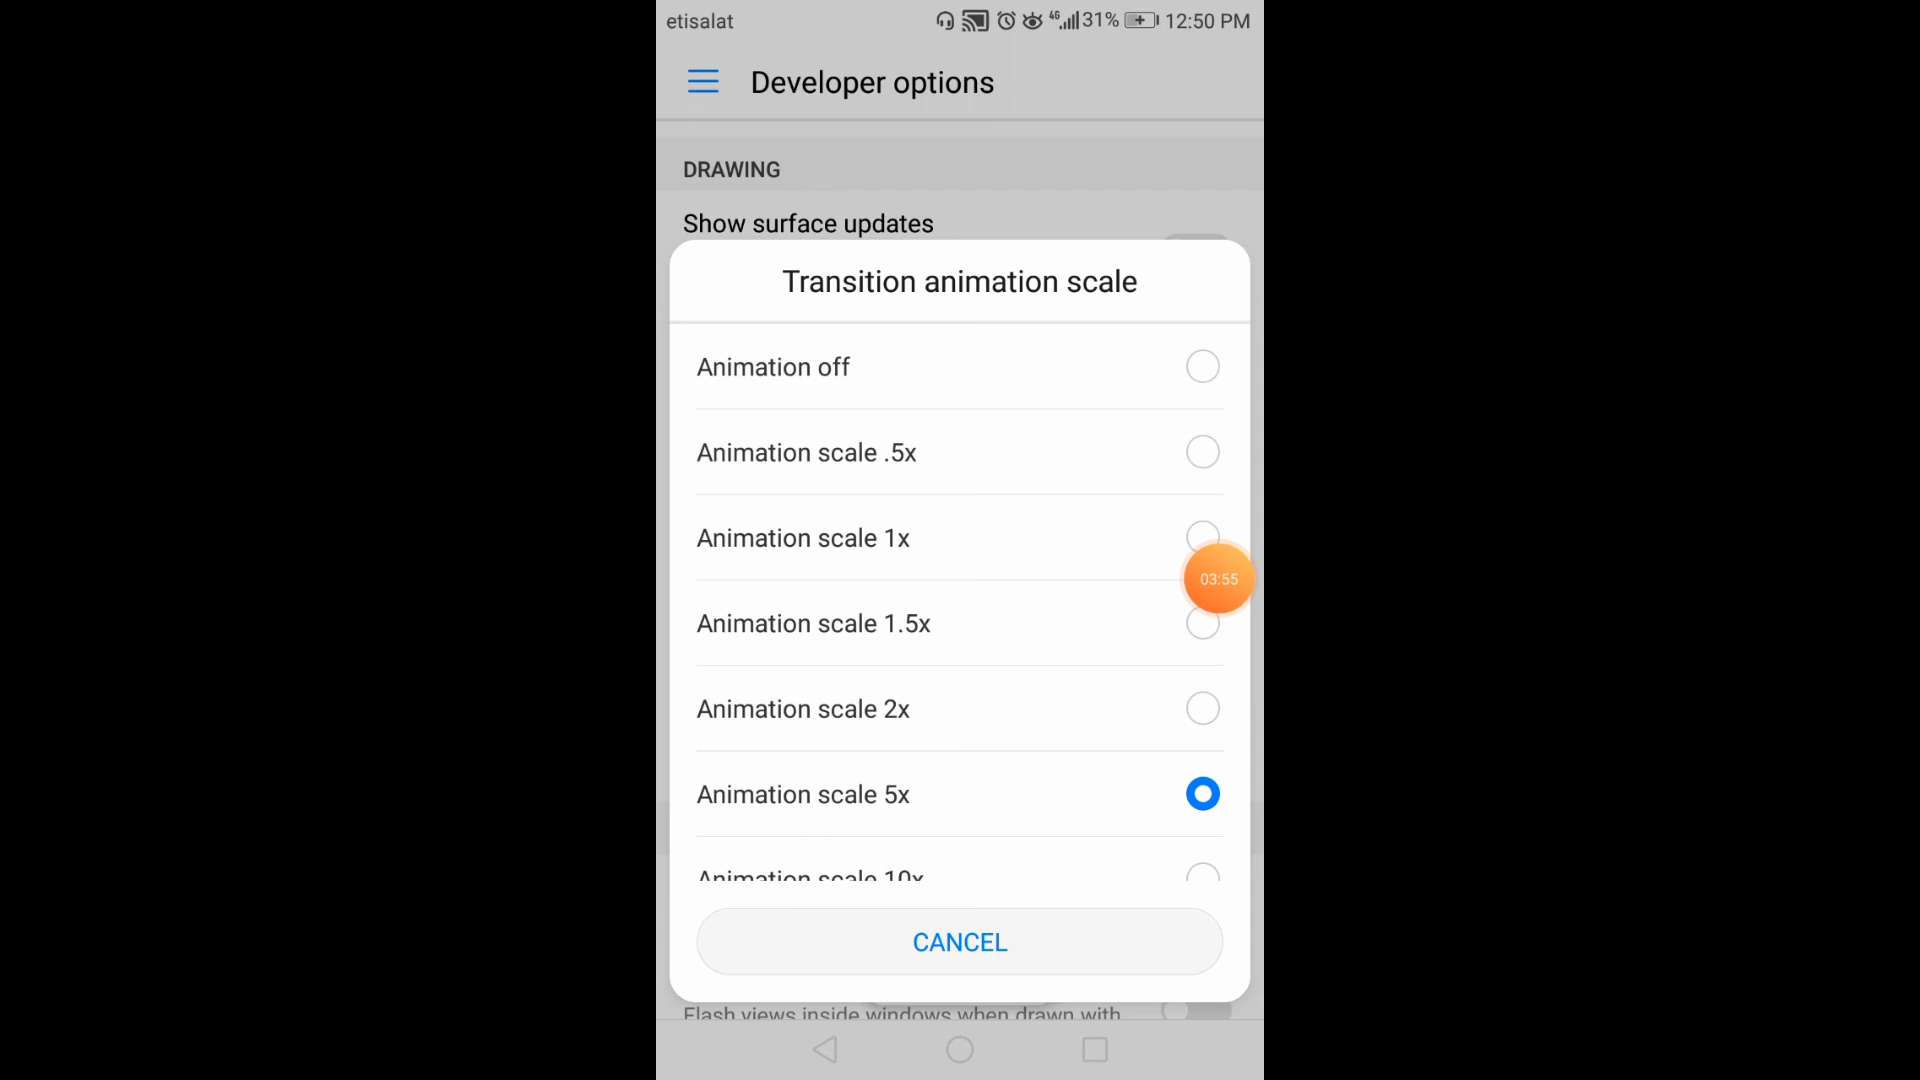 etisalat 4G 31% 12:50 PM
Developer options
DRAWING
Show surface updates
Transition animation scale
Animation off
Animation scale .5x
Animation scale 1x
03:55
Animation scale 1.5x
Animation scale 2x
Animation scale 5x
Animation scale 10x
CANCEL
Flash views inside windows when drawn with